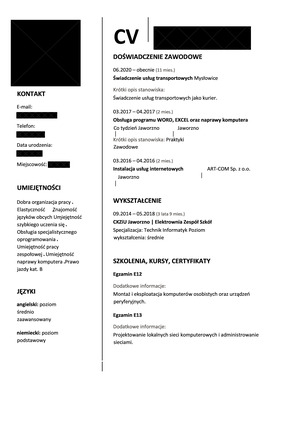 CV
KONTAKT
E-mail:
Telefon:
Data urodzenia:
Miejscowość:
UMIEJĘTNOŚCI
Dobra organizacja pracy .
Elastyczność Znajomość
języków obcych Umiejętność
szybkiego uczenia się .
Obsługa specjalistycznego
oprogramowania .
Umiejętność pracy
zespołowej . Umiejętność
naprawy komputera .Prawo
jazdy kat. B
JĘZYKI
angielski: poziom
średnio
zaawansowany
niemiecki: poziom
podstawowy
DOŚWIADCZENIE ZAWODOWE
06.2020 – obecnie (11 mies.)
Świadczenie usług transportowych Mysłowice
Krótki opis stanowiska:
Świadczenie usług transportowych jako kurier.
03.2017 – 04.2017 (2 mies.)
Obsługa programu WORD, EXCEL oraz naprawy komputera
Co tydzień Jaworzno Jaworzno
Krótki opis stanowiska: Praktyki
Zawodowe
03.2016 – 04.2016 (2 mies.)
Instalacja usług internetowych ART-COM Sp. z o.o.
Jaworzno
WYKSZTAŁCENIE
09.2014 – 05.2018 (3 lata 9 mies.)
CKZIU Jaworzno | Elektrownia Zespół Szkół
Specjalizacja: Technik Informatyk Poziom
wykształcenia: średnie
SZKOLENIA, KURSY, CERTYFIKATY
Egzamin E12
Dodatkowe informacje:
Montaż i eksploatacja komputerów osobistych oraz urządzeń
peryferyjnych.
Egzamin E13
Dodatkowe informacje:
Projektowanie lokalnych sieci komputerowych i administrowanie
sieciami.